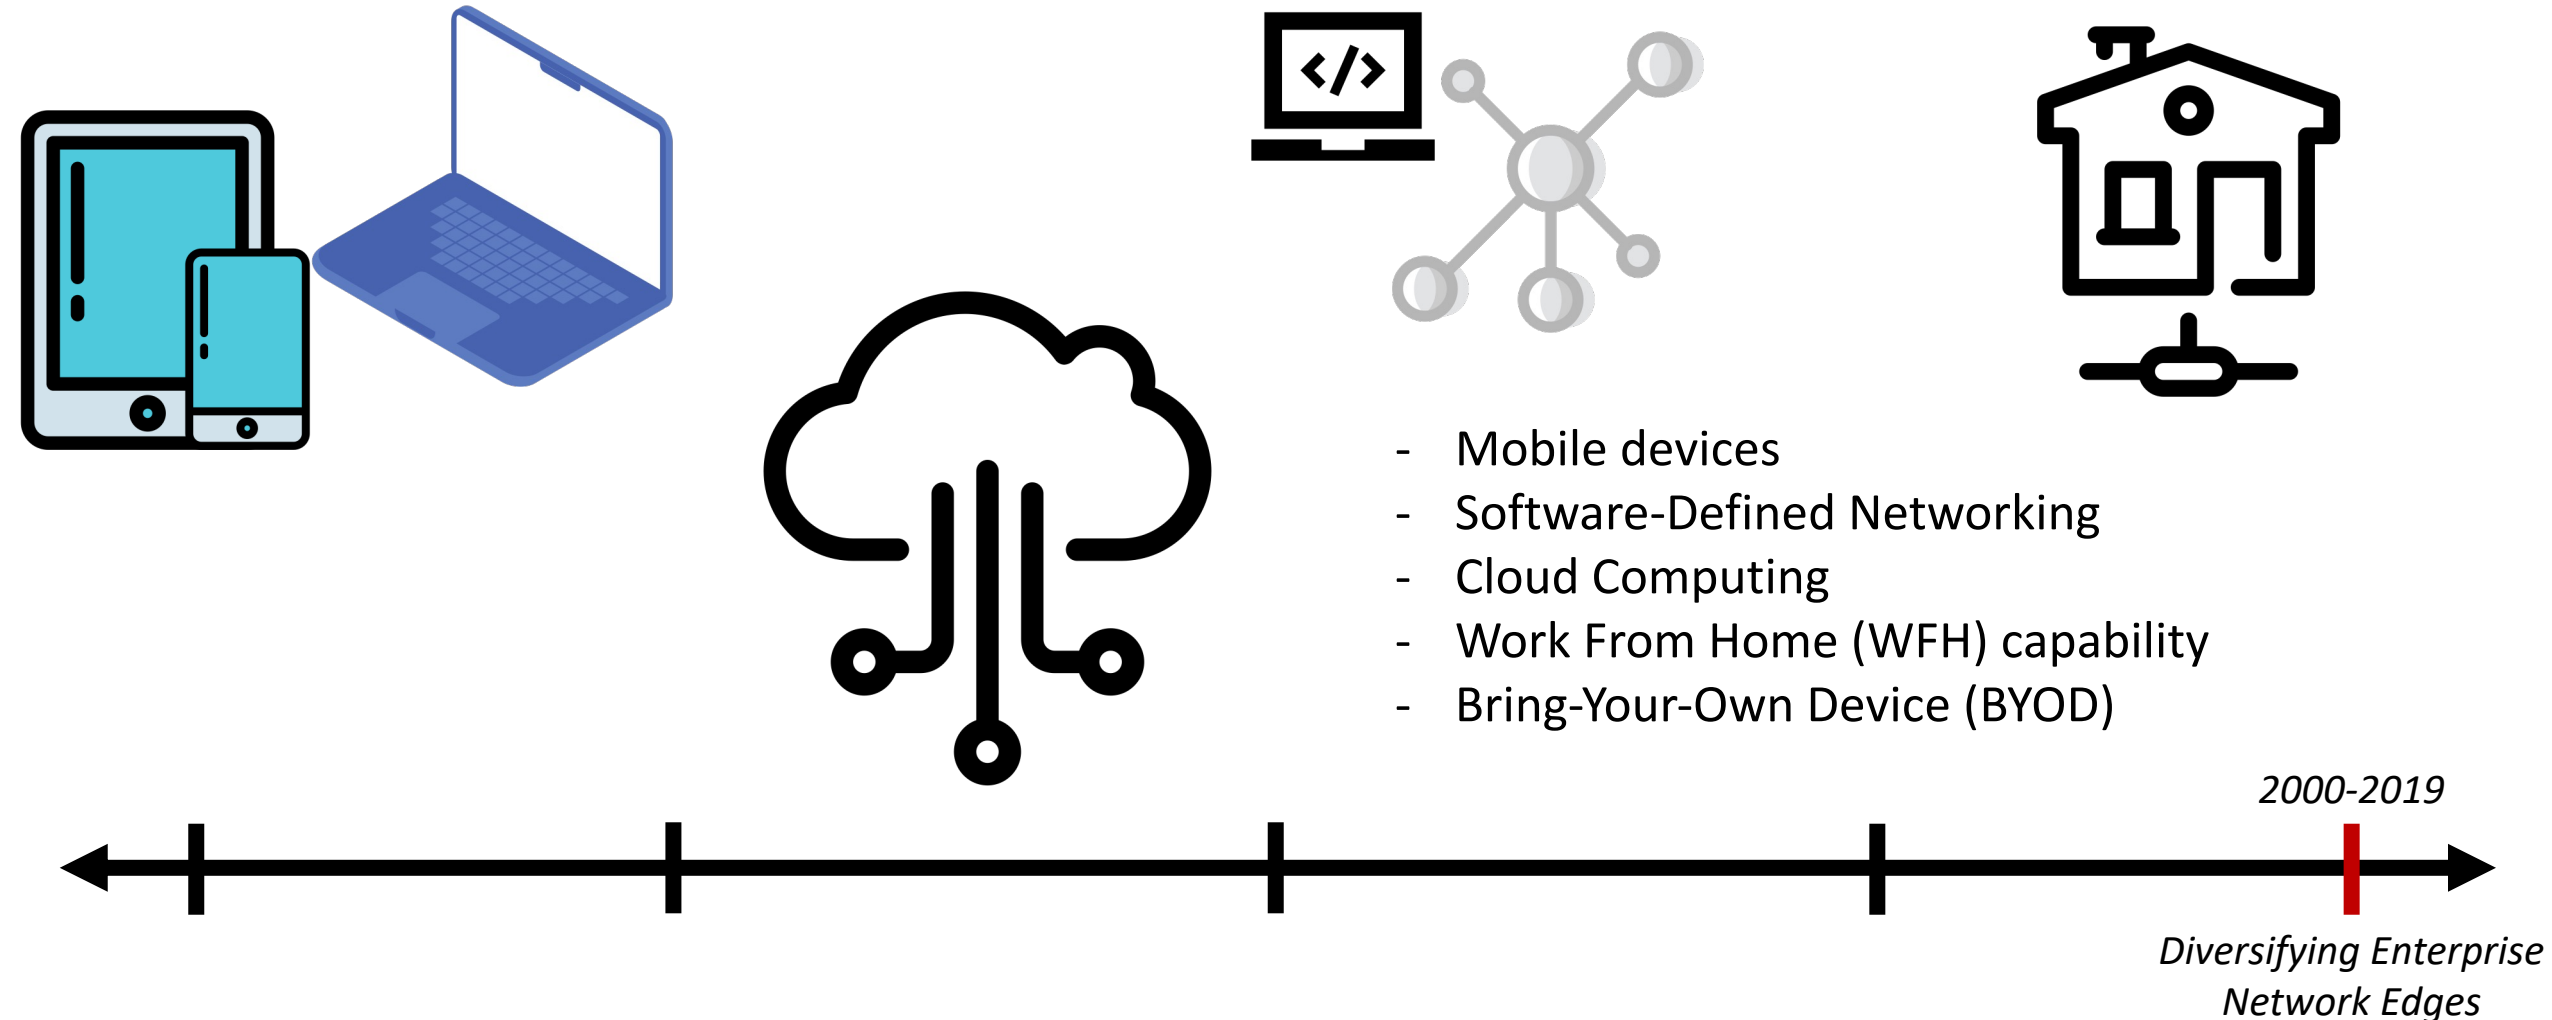 </>
- Mobile devices
- Software-Defined Networking
- Cloud Computing
- Work From Home (WFH) capability
- Bring-Your-Own Device (BYOD)
2000-2019
Diversifying Enterprise
Network Edges